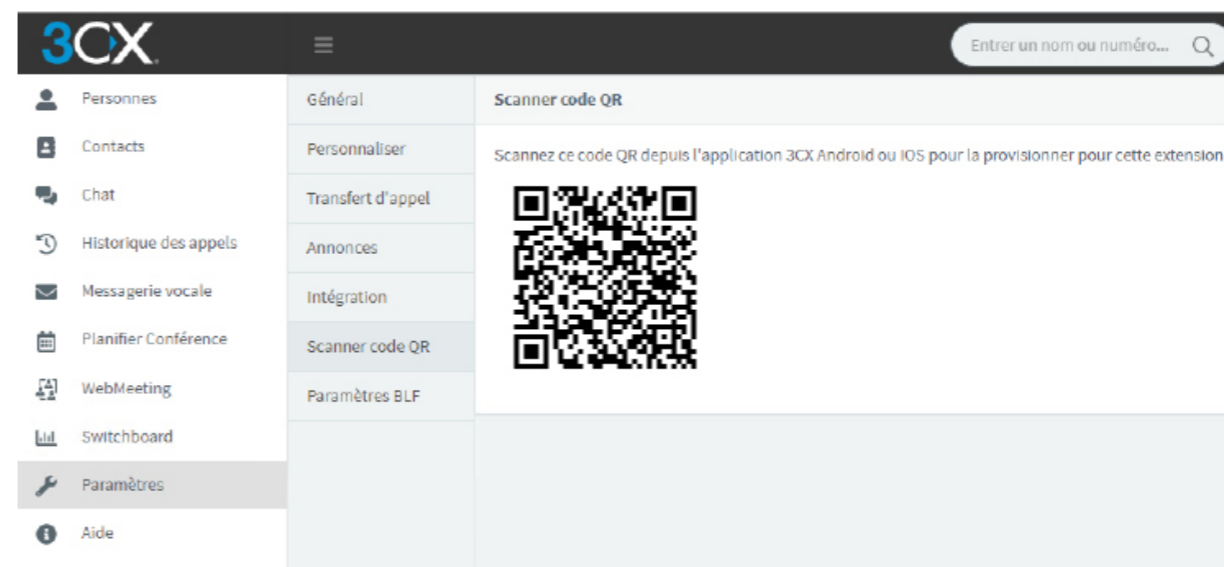 3CX
Entrer un nom ou numéro...
Personnes
Contacts
Chat
Historique des appels
Messagerie vocale
Planifier Conférence
WebMeeting
Switchboard
Paramètres
Aide
Général
Personnaliser
Transfert d'appel
Annonces
Intégration
Scanner code QR
Paramètres BLF
Scanner code QR
Scannez ce code QR depuis l'application 3CX Android ou iOS pour la provisionner pour cette extension